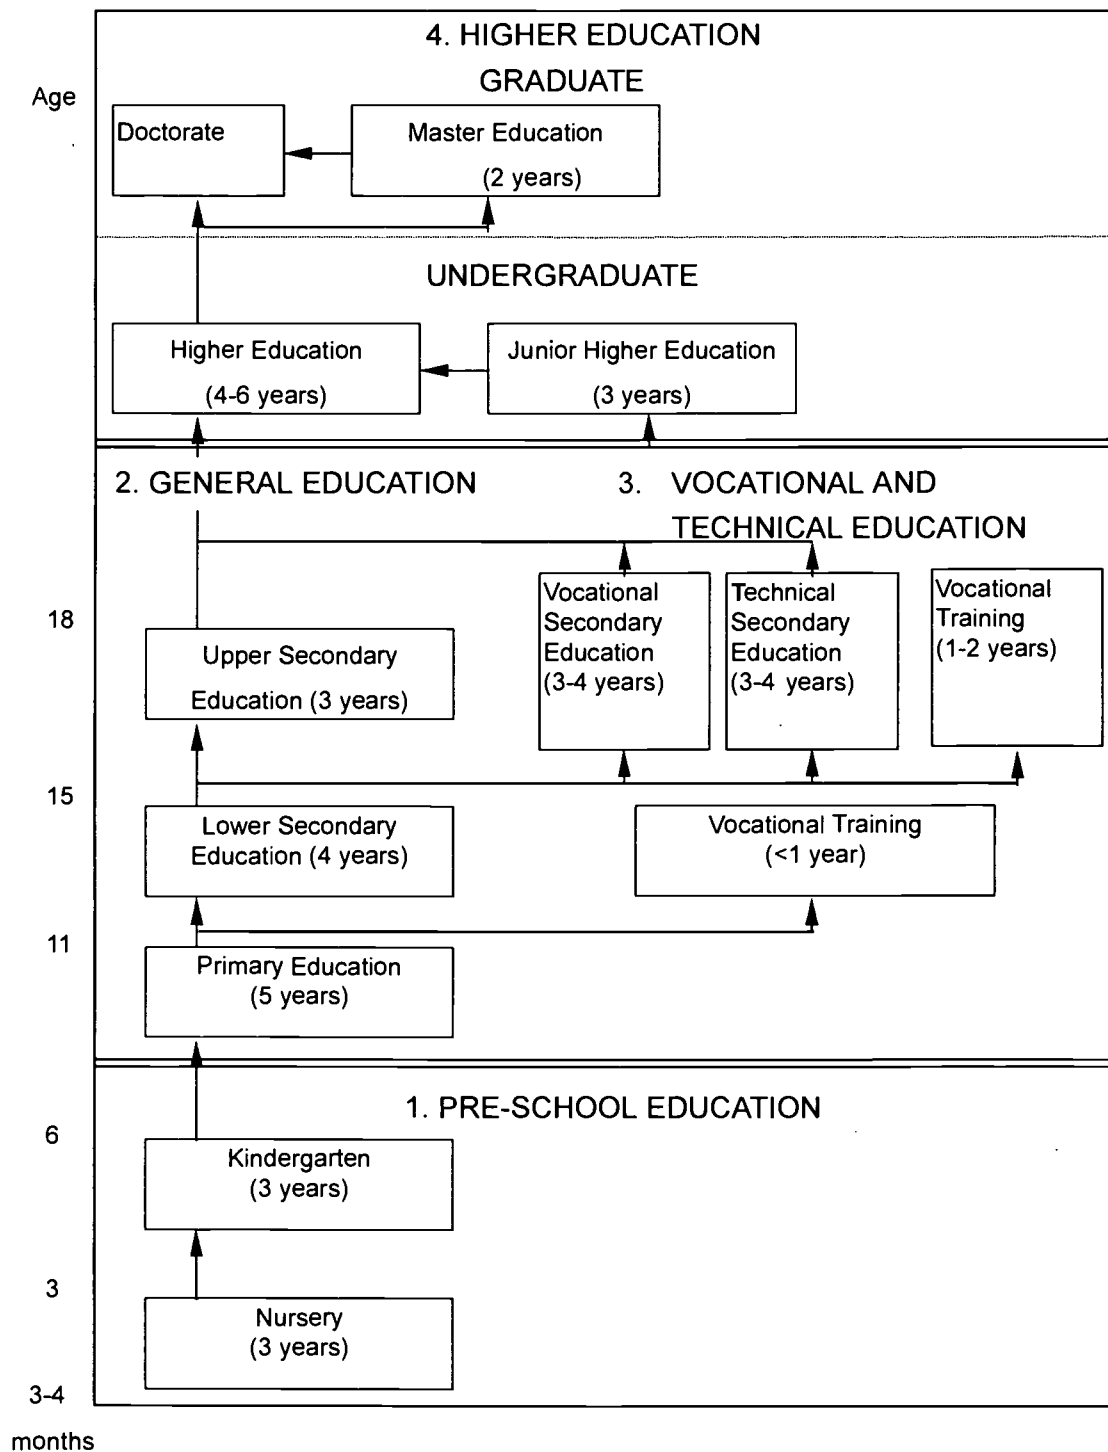 4. HIGHER EDUCATION
GRADUATE
Age
Doctorate
Master Education
(2 years)
UNDERGRADUATE
Higher Education
(4-6 years)
Junior Higher Education
(3 years)
2. GENERAL EDUCATION
3. VOCATIONAL AND
TECHNICAL EDUCATION
18
Upper Secondary
Education (3 years)
Vocational
Secondary
Education
(3-4 years)
Technical
Secondary
Education
(3-4 years)
Vocational
Training
(1-2 years)
15
Lower Secondary
Education (4 years)
Vocational Training
(<1 year)
11
Primary Education
(5 years)
1. PRE-SCHOOL EDUCATION
6
Kindergarten
(3 years)
3
Nursery
(3 years)
3-4
months